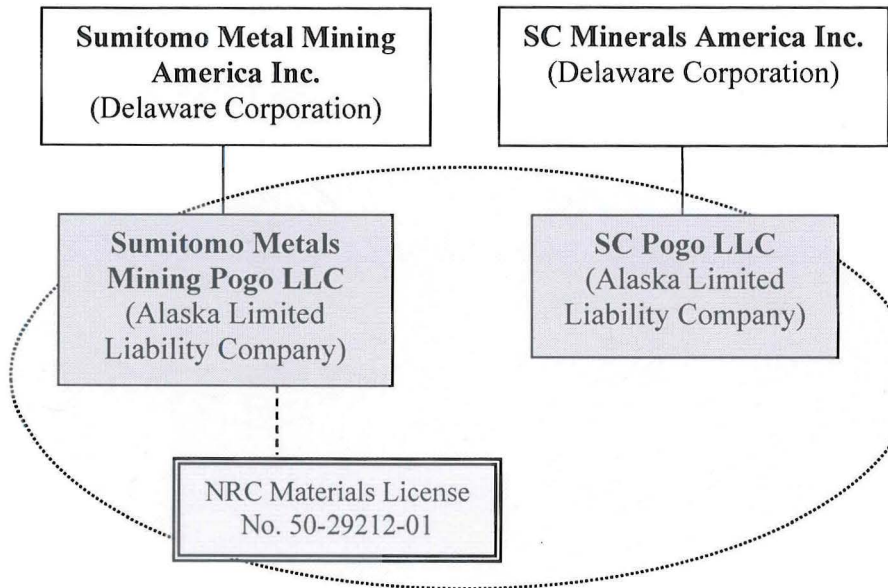 Sumitomo Metal Mining
America Inc.
(Delaware Corporation)
SC Minerals America Inc.
(Delaware Corporation)
Sumitomo Metals
Mining Pogo LLC
(Alaska Limited
Liability Company)
SC Pogo LLC
(Alaska Limited
Liability Company)
NRC Materials License
No. 50-29212-01